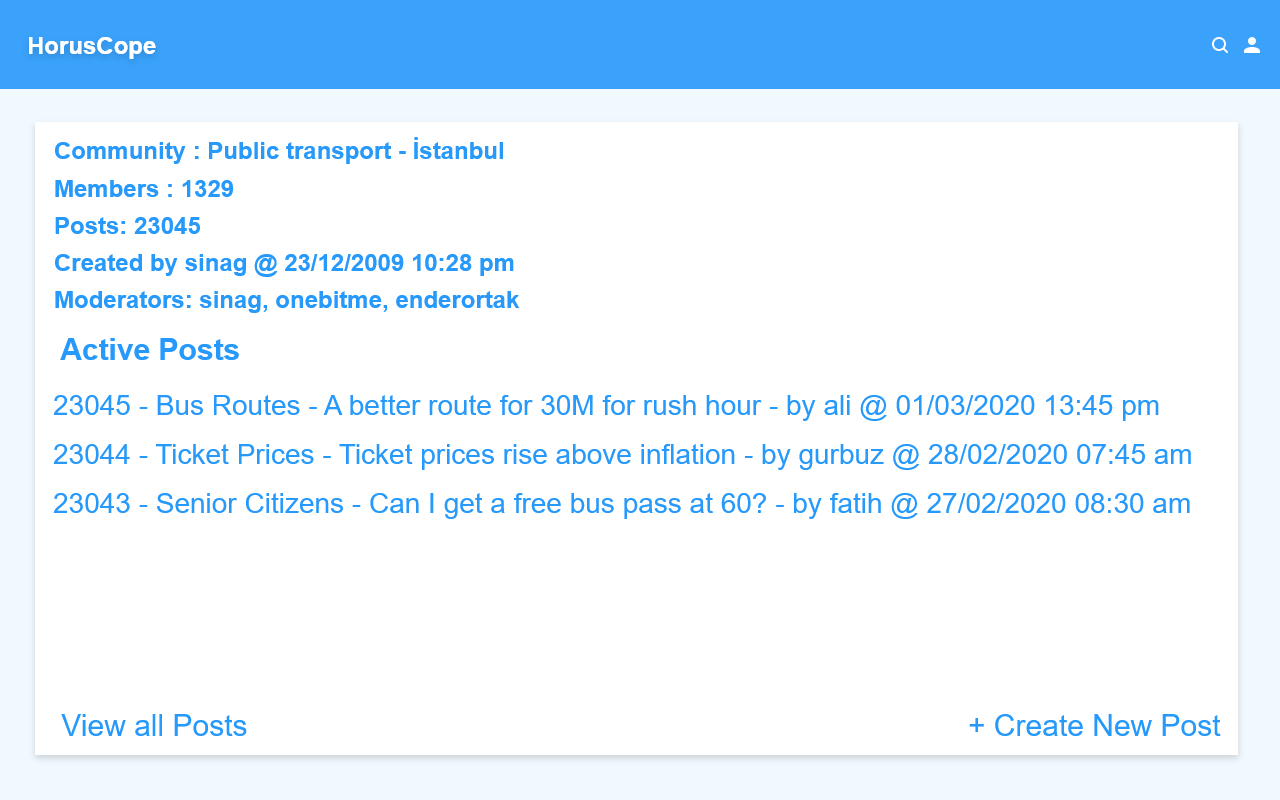 HorusCope
Community : Public transport - İstanbul
Members : 1329
Posts: 23045
Created by sinag @ 23/12/2009 10:28 pm
Moderators: sinag, onebitme, enderortak
Active Posts
23045 - Bus Routes - A better route for 30M for rush hour - by ali @ 01/03/2020 13:45 pm
23044 - Ticket Prices - Ticket prices rise above inflation - by gurbuz @ 28/02/2020 07:45 am
23043 - Senior Citizens - Can I get a free bus pass at 60? - by fatih @ 27/02/2020 08:30 am
View all Posts
+ Create New Post